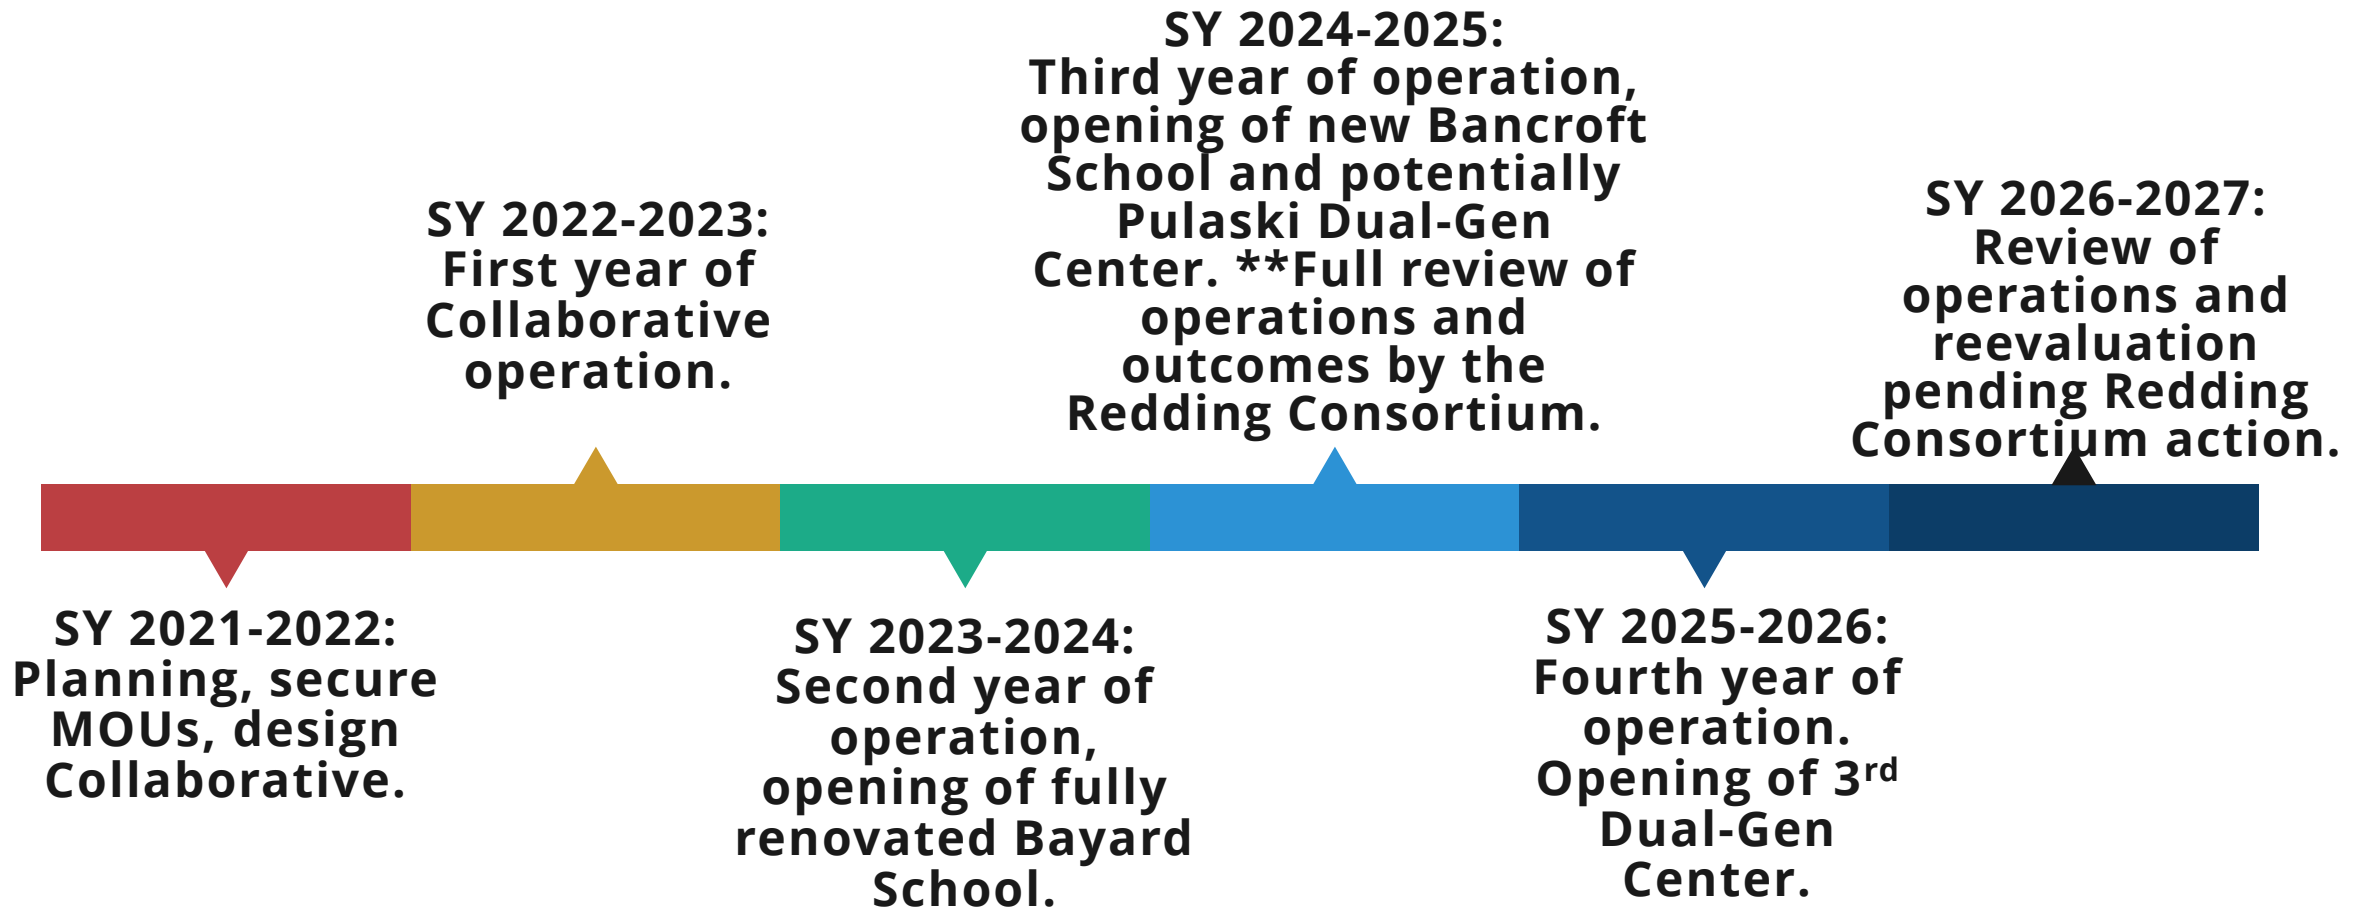 SY 2021-2022:
Planning, secure
MOUs, design
Collaborative.
SY 2022-2023:
First year of
Collaborative
operation.
SY 2023-2024:
Second year of
operation,
opening of fully
renovated Bayard
School.
SY 2024-2025:
Third year of operation,
opening of new Bancroft
School and potentially
Pulaski Dual-Gen
Center. **Full review of
operations and
outcomes by the
Redding Consortium.
SY 2025-2026:
Fourth year of
operation.
Opening of 3rd
Dual-Gen
Center.
SY 2026-2027:
Review of
operations and
reevaluation
pending Redding
Consortium action.